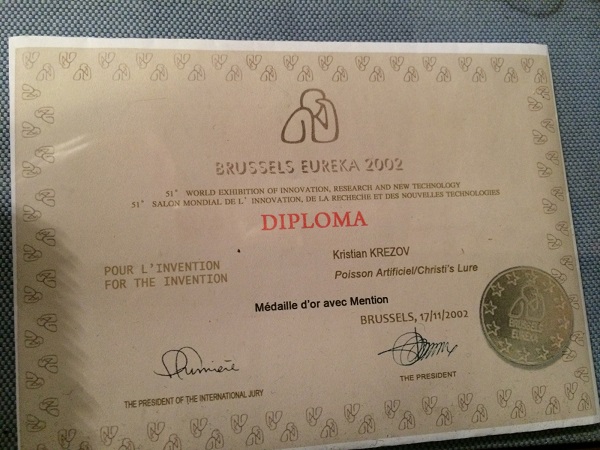 BRUSSELS EUREKA 2002
51° WORLD EXHIBITION OF INNOVATION, RESEARCH AND NEW TECHNOLOGY
51° SALON MONDIAL DE L' INNOVATION, DE LA RECHECHE ET DES NOUVELLES TECHNOLOGIES
DIPLOMA
Kristian KREZOV
POUR L'INVENTION
FOR THE INVENTION
Poisson Artificiel/Christi's Lure
Médaille d'or avec Mention
BRUSSELS, 17/11/2002
BRUSSELS
EUREKA
THE PRESIDENT OF THE INTERNATIONAL JURY
THE PRESIDENT